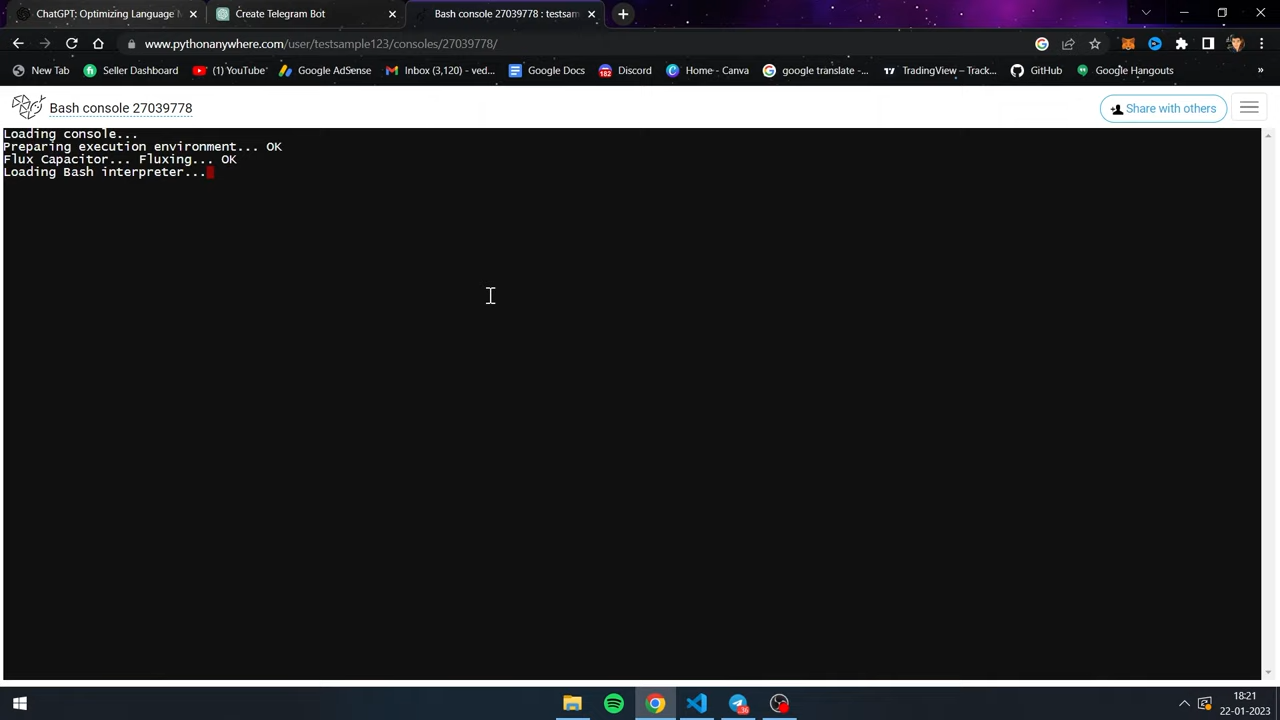 ChatGPT: Optimizing Language M
Create Telegram Bot
Bash console 27039778 : testsam
www.pythonanywhere.com/user/testsample123/consoles/27039778/
New Tab
Seller Dashboard
(1) YouTube
Google AdSense
Inbox (3,120) - ved...
Google Docs
182
Discord
Home - Canva
google translate -...
TradingView – Track...
GitHub
Google Hangouts
»
Bash console 27039778
Share with others
Loading console...
Preparing execution environment... OK
Flux Capacitor... Fluxing... OK
Loading Bash interpreter...
18:21
22-01-2023